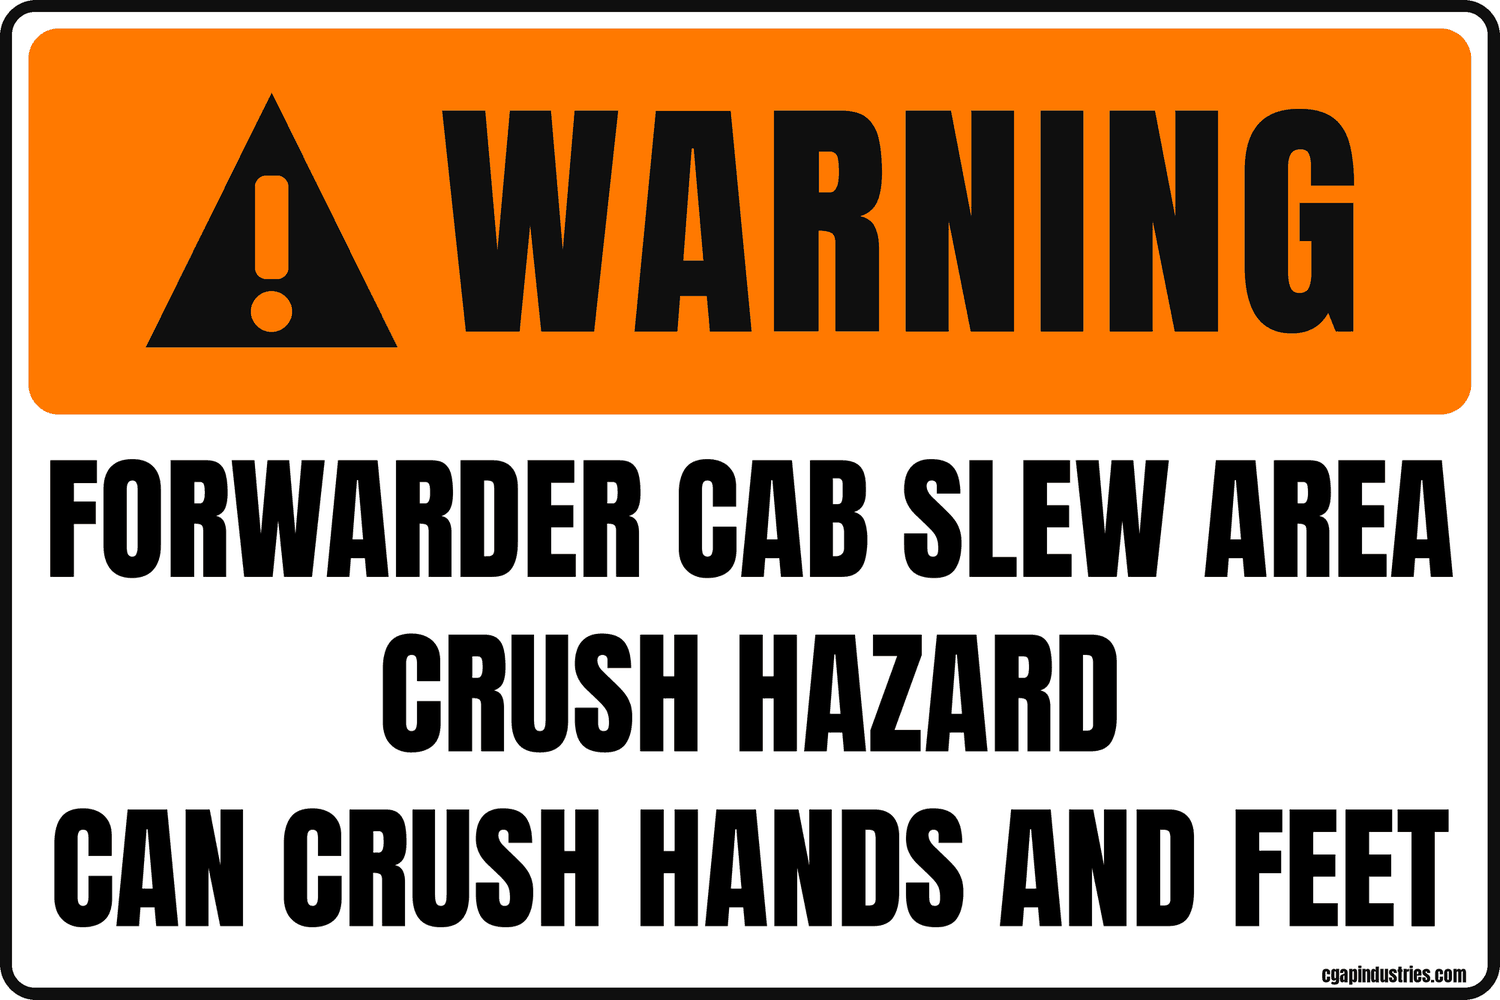 WARNING
FORWARDER CAB SLEW AREA
CRUSH HAZARD
CAN CRUSH HANDS AND FEET
cgapindustries.com